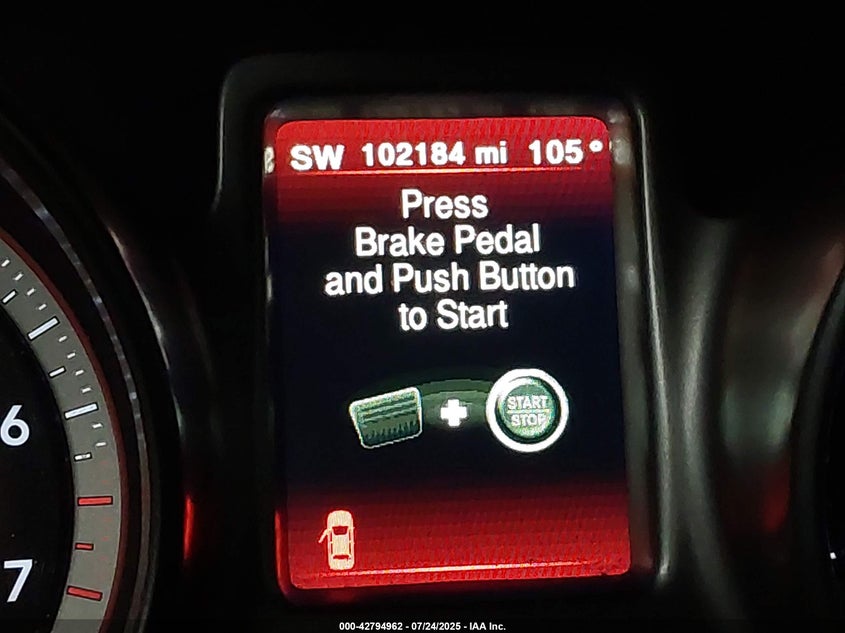 SW 102184 mi 105°
Press
Brake Pedal
and Push Button
to Start
START
STOP
6
7
000-42794962 - 07/24/2025 - IAA Inc.